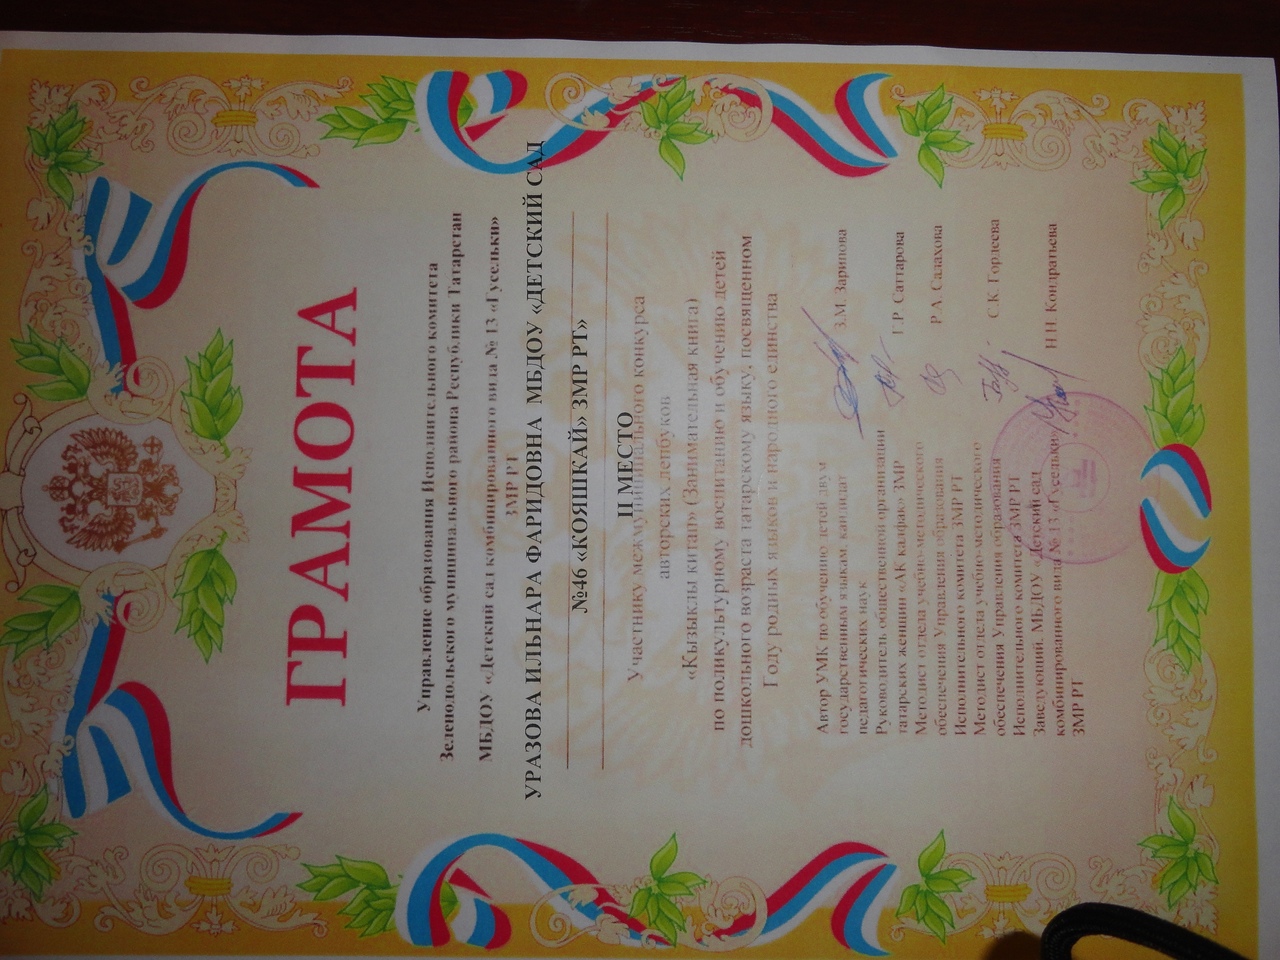 ГРАМОТА
Управление образования Исполнительного комитета
Зеленодольского муниципального района Республики Татарстан
МБДОУ «Детский сад комбинированного вида № 13 «Гусельки»
ЗМР РТ
УРАЗОВА ИЛЬНАРА ФАРИДОВНА МБДОУ «ДЕТСКИЙ САД
№46 «КОЯШКАЙ» ЗМР РТ»
II МЕСТО
Участнику межмуниципального конкурса
авторских лепбуков
«Кызыклы китап» (Занимательная книга)
по поликультурному воспитанию и обучению детей
дошкольного возраста татарскому языку, посвященном
Году родных языков и народного единства
Автор УМК по обучению детей двум
государственным языкам, кандидат
педагогических наук
З.М. Зарипова
Руководитель общественной организации
татарских женщин «АК калфак» ЗМР
Г.Р. Саттарова
Методист отдела учебно-методического
обеспечения Управления образования
Исполнительного комитета ЗМР РТ
Р.А. Салахова
Методист отдела учебно-методического
обеспечения Управления образования
Исполнительного комитета ЗМР РТ
С.К. Гордеева
Заведующий, МБДОУ «Детский сад
комбинированного вида № 13 «Гусельки»
ЗМР РТ
Н.Н. Кондратьева